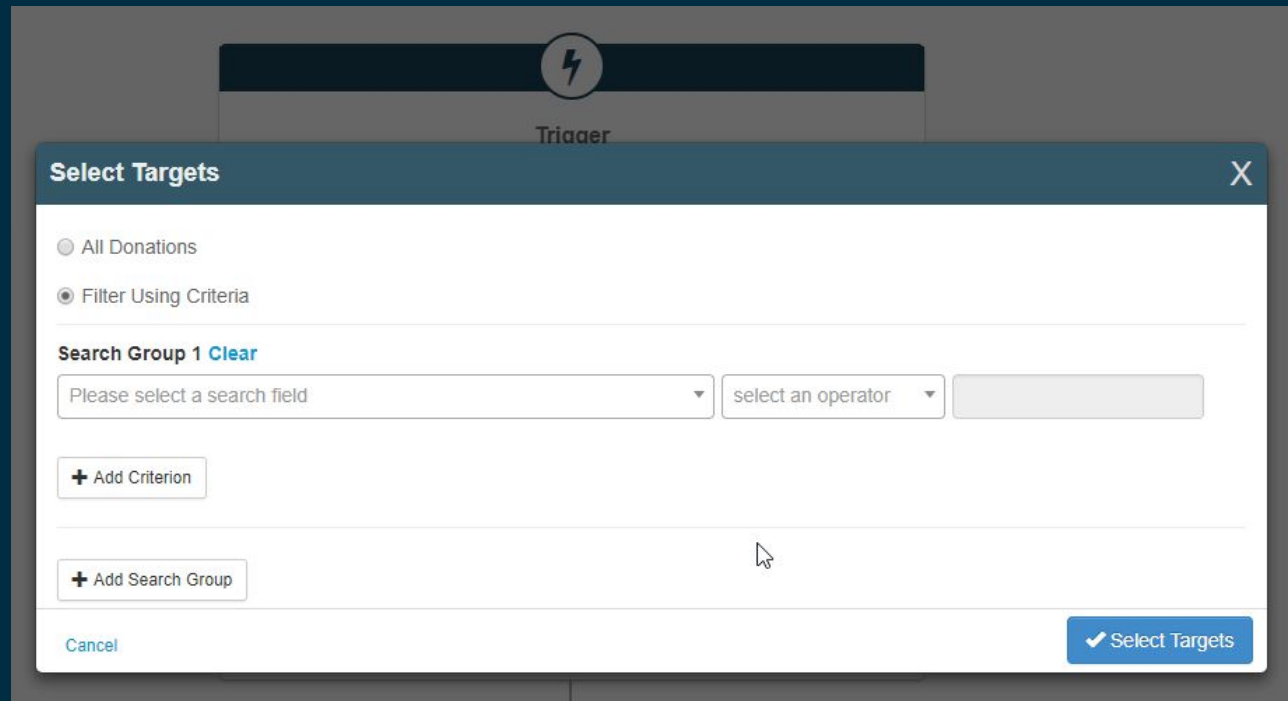 Trigger
Select Targets X
All Donations
Filter Using Criteria
Search Group 1 Clear
Please select a search field select an operator
Add Criterion
Add Search Group
Cancel Select Targets